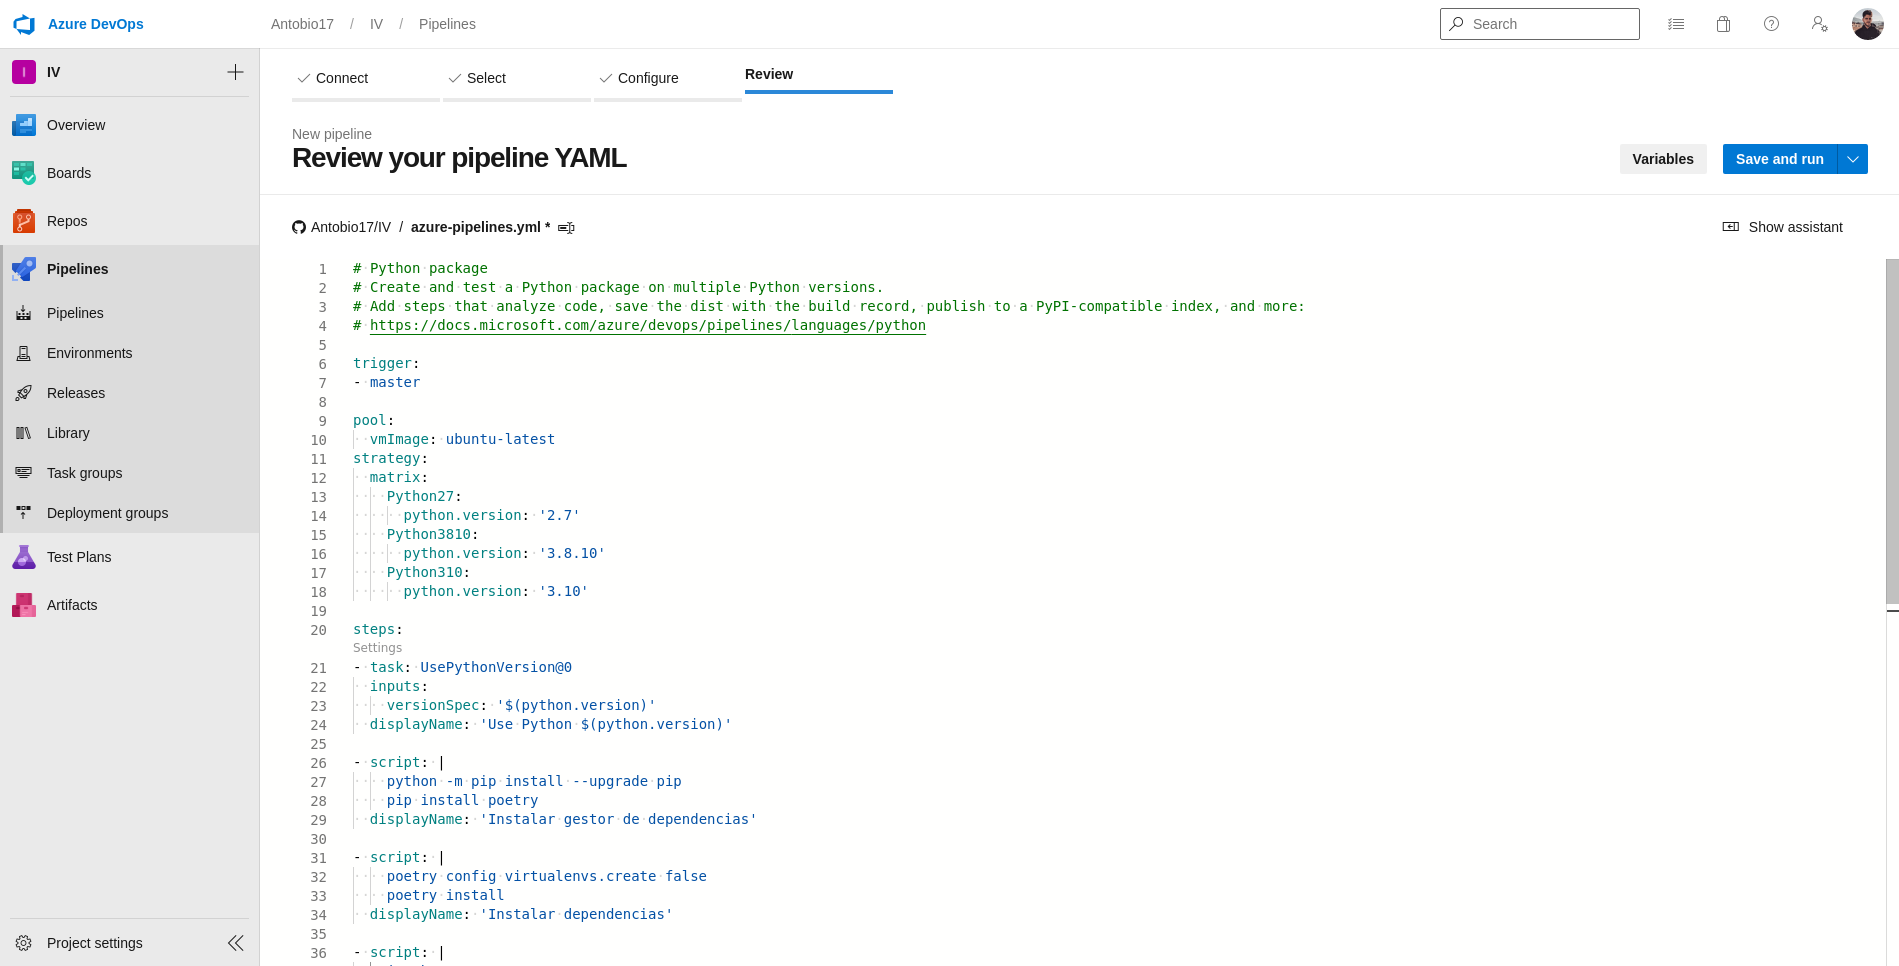 Azure DevOps
Antobio17 / IV / Pipelines
Search
I IV
Overview
Boards
Repos
Pipelines
Pipelines
Environments
Releases
Library
Task groups
Deployment groups
Test Plans
Artifacts
Project settings
Connect
Select
Configure
Review
New pipeline
Review your pipeline YAML
Variables
Save and run
Antobio17/IV / azure-pipelines.yml *
Show assistant
1 # Python package
2 # Create and test a Python package on multiple Python versions.
3 # Add steps that analyze code, save the dist with the build record, publish to a PyPI-compatible index, and more:
4 # https://docs.microsoft.com/azure/devops/pipelines/languages/python
5
6 trigger:
7 - master
8
9 pool:
10   vmImage: ubuntu-latest
11 strategy:
12   matrix:
13     Python27:
14       python.version: '2.7'
15     Python3810:
16       python.version: '3.8.10'
17     Python310:
18       python.version: '3.10'
19
20 steps:
Settings
21 - task: UsePythonVersion@0
22   inputs:
23     versionSpec: '$(python.version)'
24   displayName: 'Use Python $(python.version)'
25
26 - script: |
27     python -m pip install --upgrade pip
28     pip install poetry
29   displayName: 'Instalar gestor de dependencias'
30
31 - script: |
32     poetry config virtualenvs.create false
33     poetry install
34   displayName: 'Instalar dependencias'
35
36 - script: |